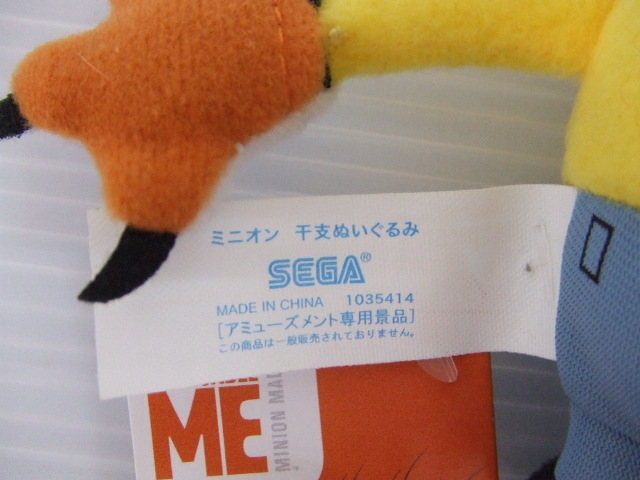 ミニオン 干支ぬいぐるみ
SEGA®
MADE IN CHINA 1035414
[アミューズメント専用景品]
この商品は一般販売されておりません。
ME
MINION MA